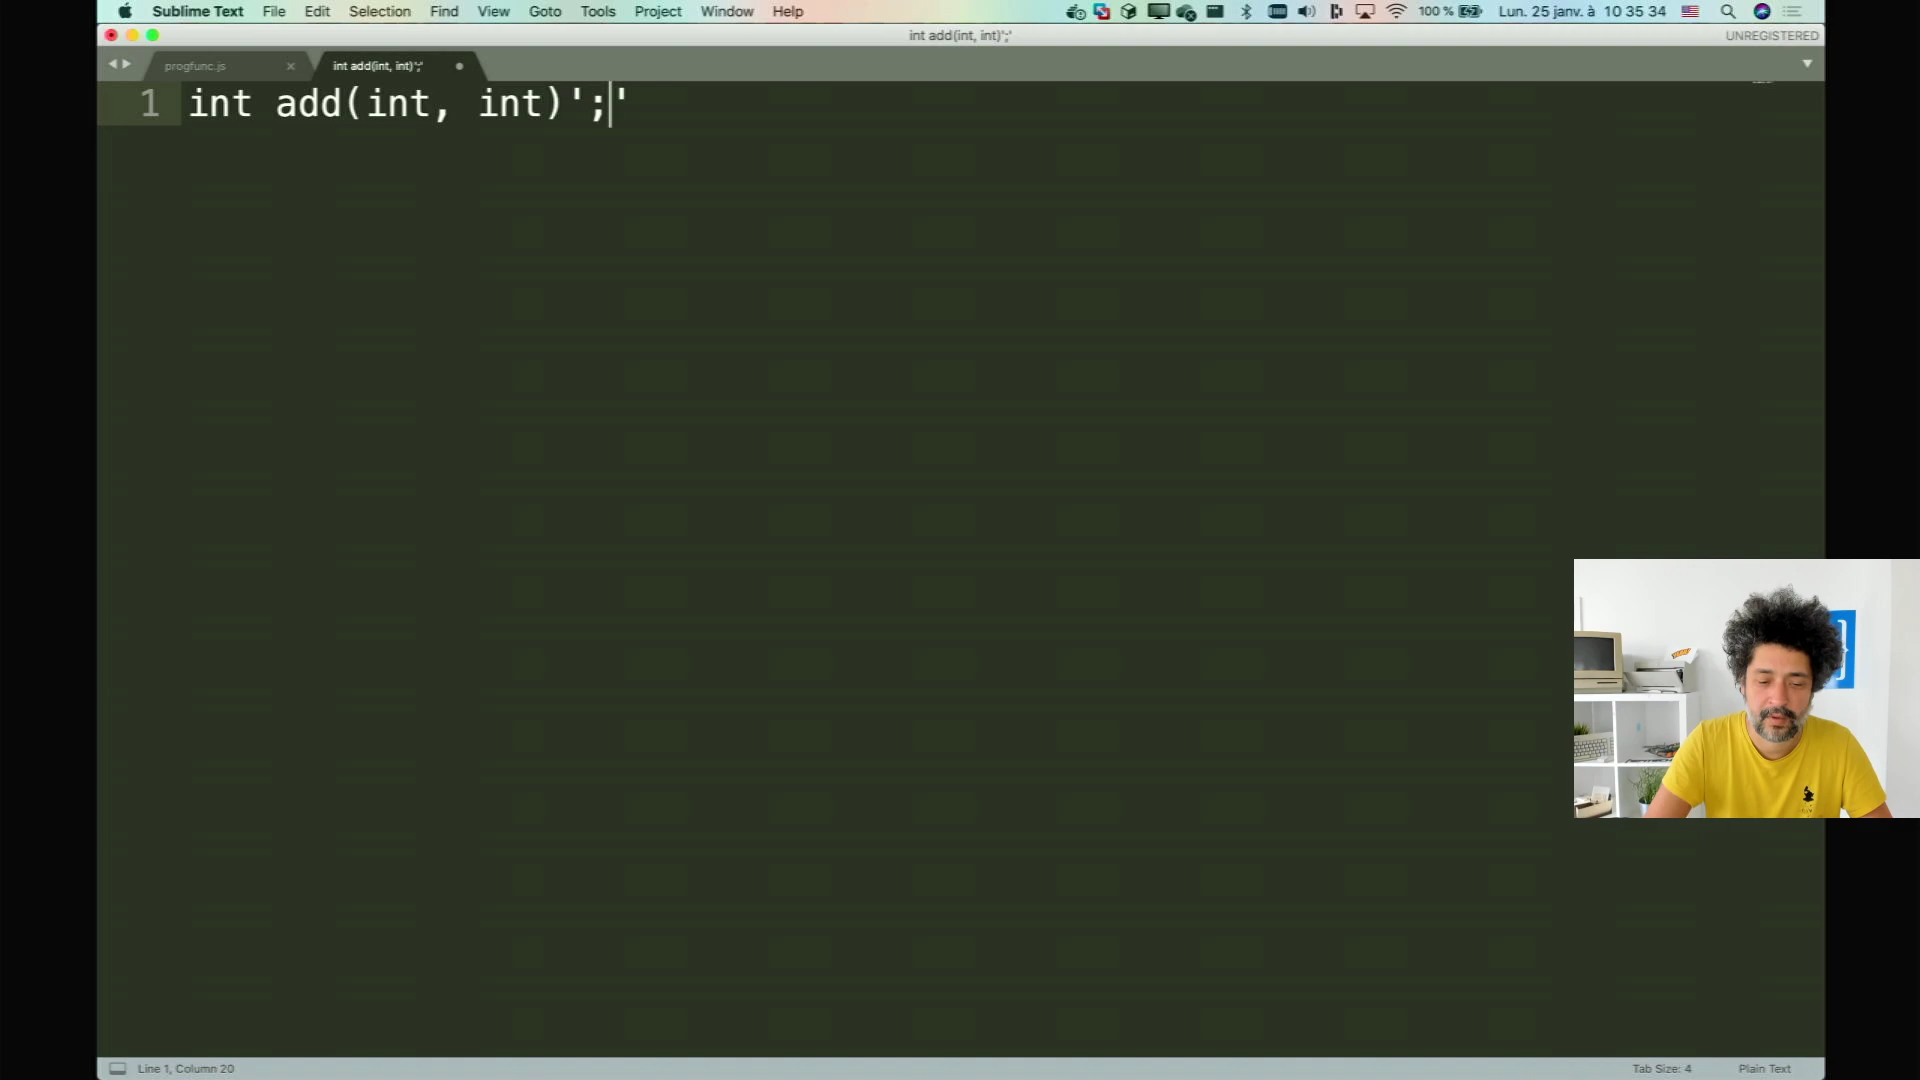 Sublime Text File Edit Selection Find View Goto Tools Project Window Help 100 % Lun. 25 janv. à 10 35 34
int add(int, int)';' UNREGISTERED
progfunc.js × int add(int, int)';'
1 int add(int, int)';'
Line 1, Column 20 Tab Size: 4 Plain Text